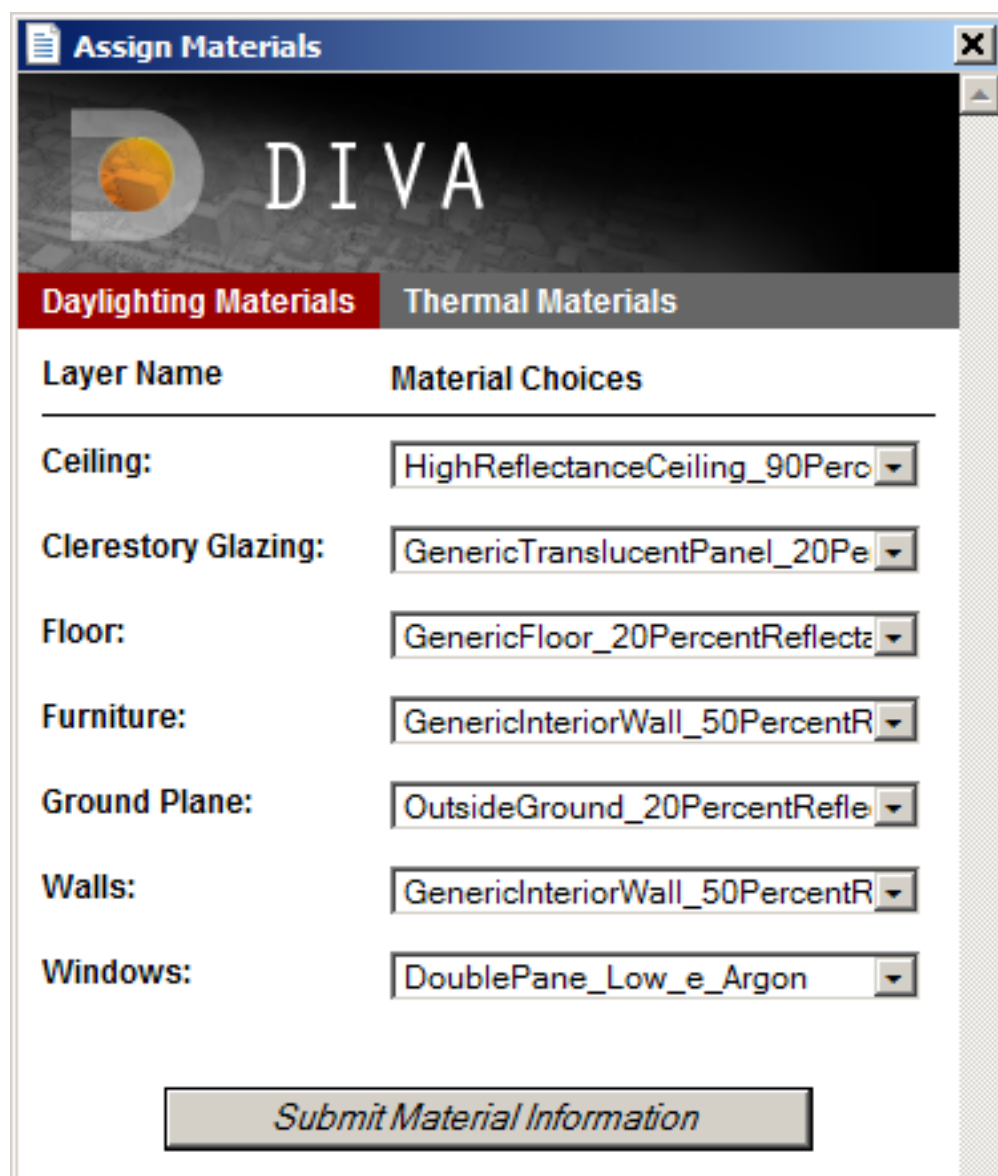 Assign Materials
DIVA
Daylighting Materials Thermal Materials
Layer Name Material Choices
Ceiling: HighReflectanceCeiling_90Perc
Clerestory Glazing: GenericTranslucentPanel_20Pe
Floor: GenericFloor_20PercentReflecta
Furniture: GenericInteriorWall_50PercentR
Ground Plane: OutsideGround_20PercentRefle
Walls: GenericInteriorWall_50PercentR
Windows: DoublePane_Low_e_Argon
Submit Material Information